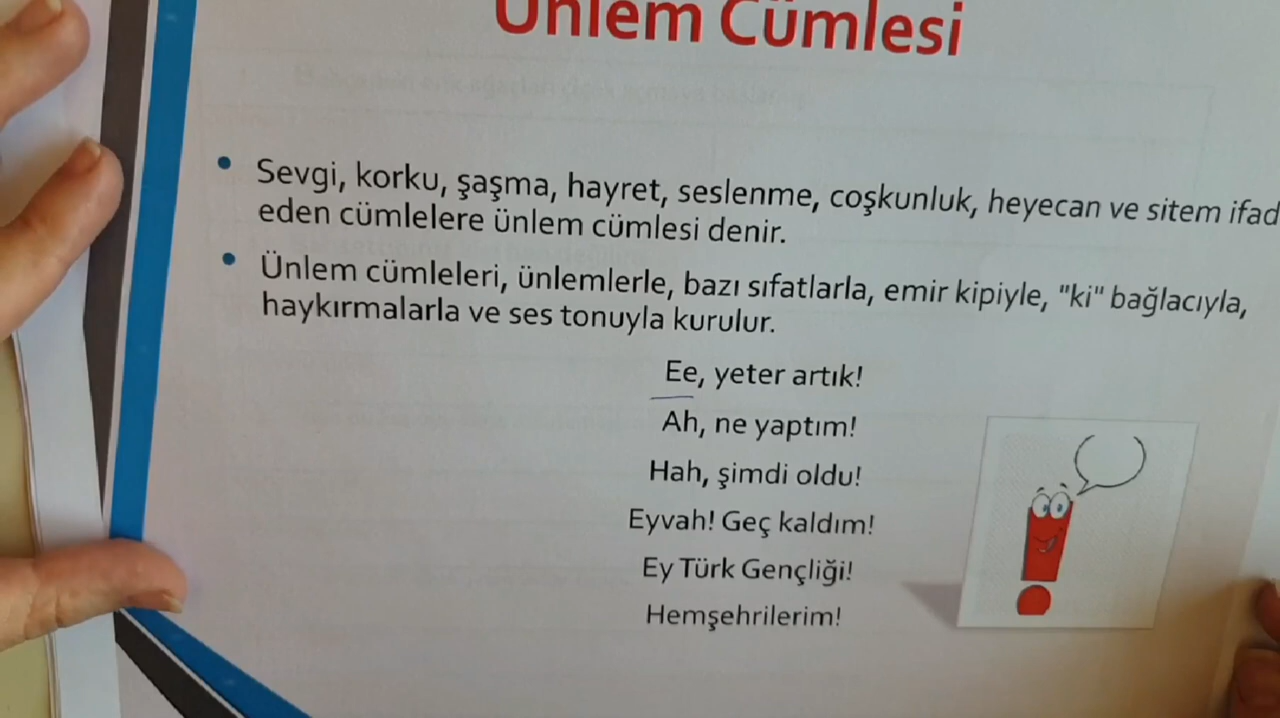 Ünlem Cümlesi
• Sevgi, korku, şaşma, hayret, seslenme, coşkunluk, heyecan ve sitem ifad
eden cümlelere ünlem cümlesi denir.
• Ünlem cümleleri, ünlemlerle, bazı sıfatlarla, emir kipiyle, "ki" bağlacıyla,
haykırmalarla ve ses tonuyla kurulur.
Ee, yeter artık!
Ah, ne yaptım!
Hah, şimdi oldu!
Eyvah! Geç kaldım!
Ey Türk Gençliği!
Hemşehrilerim!